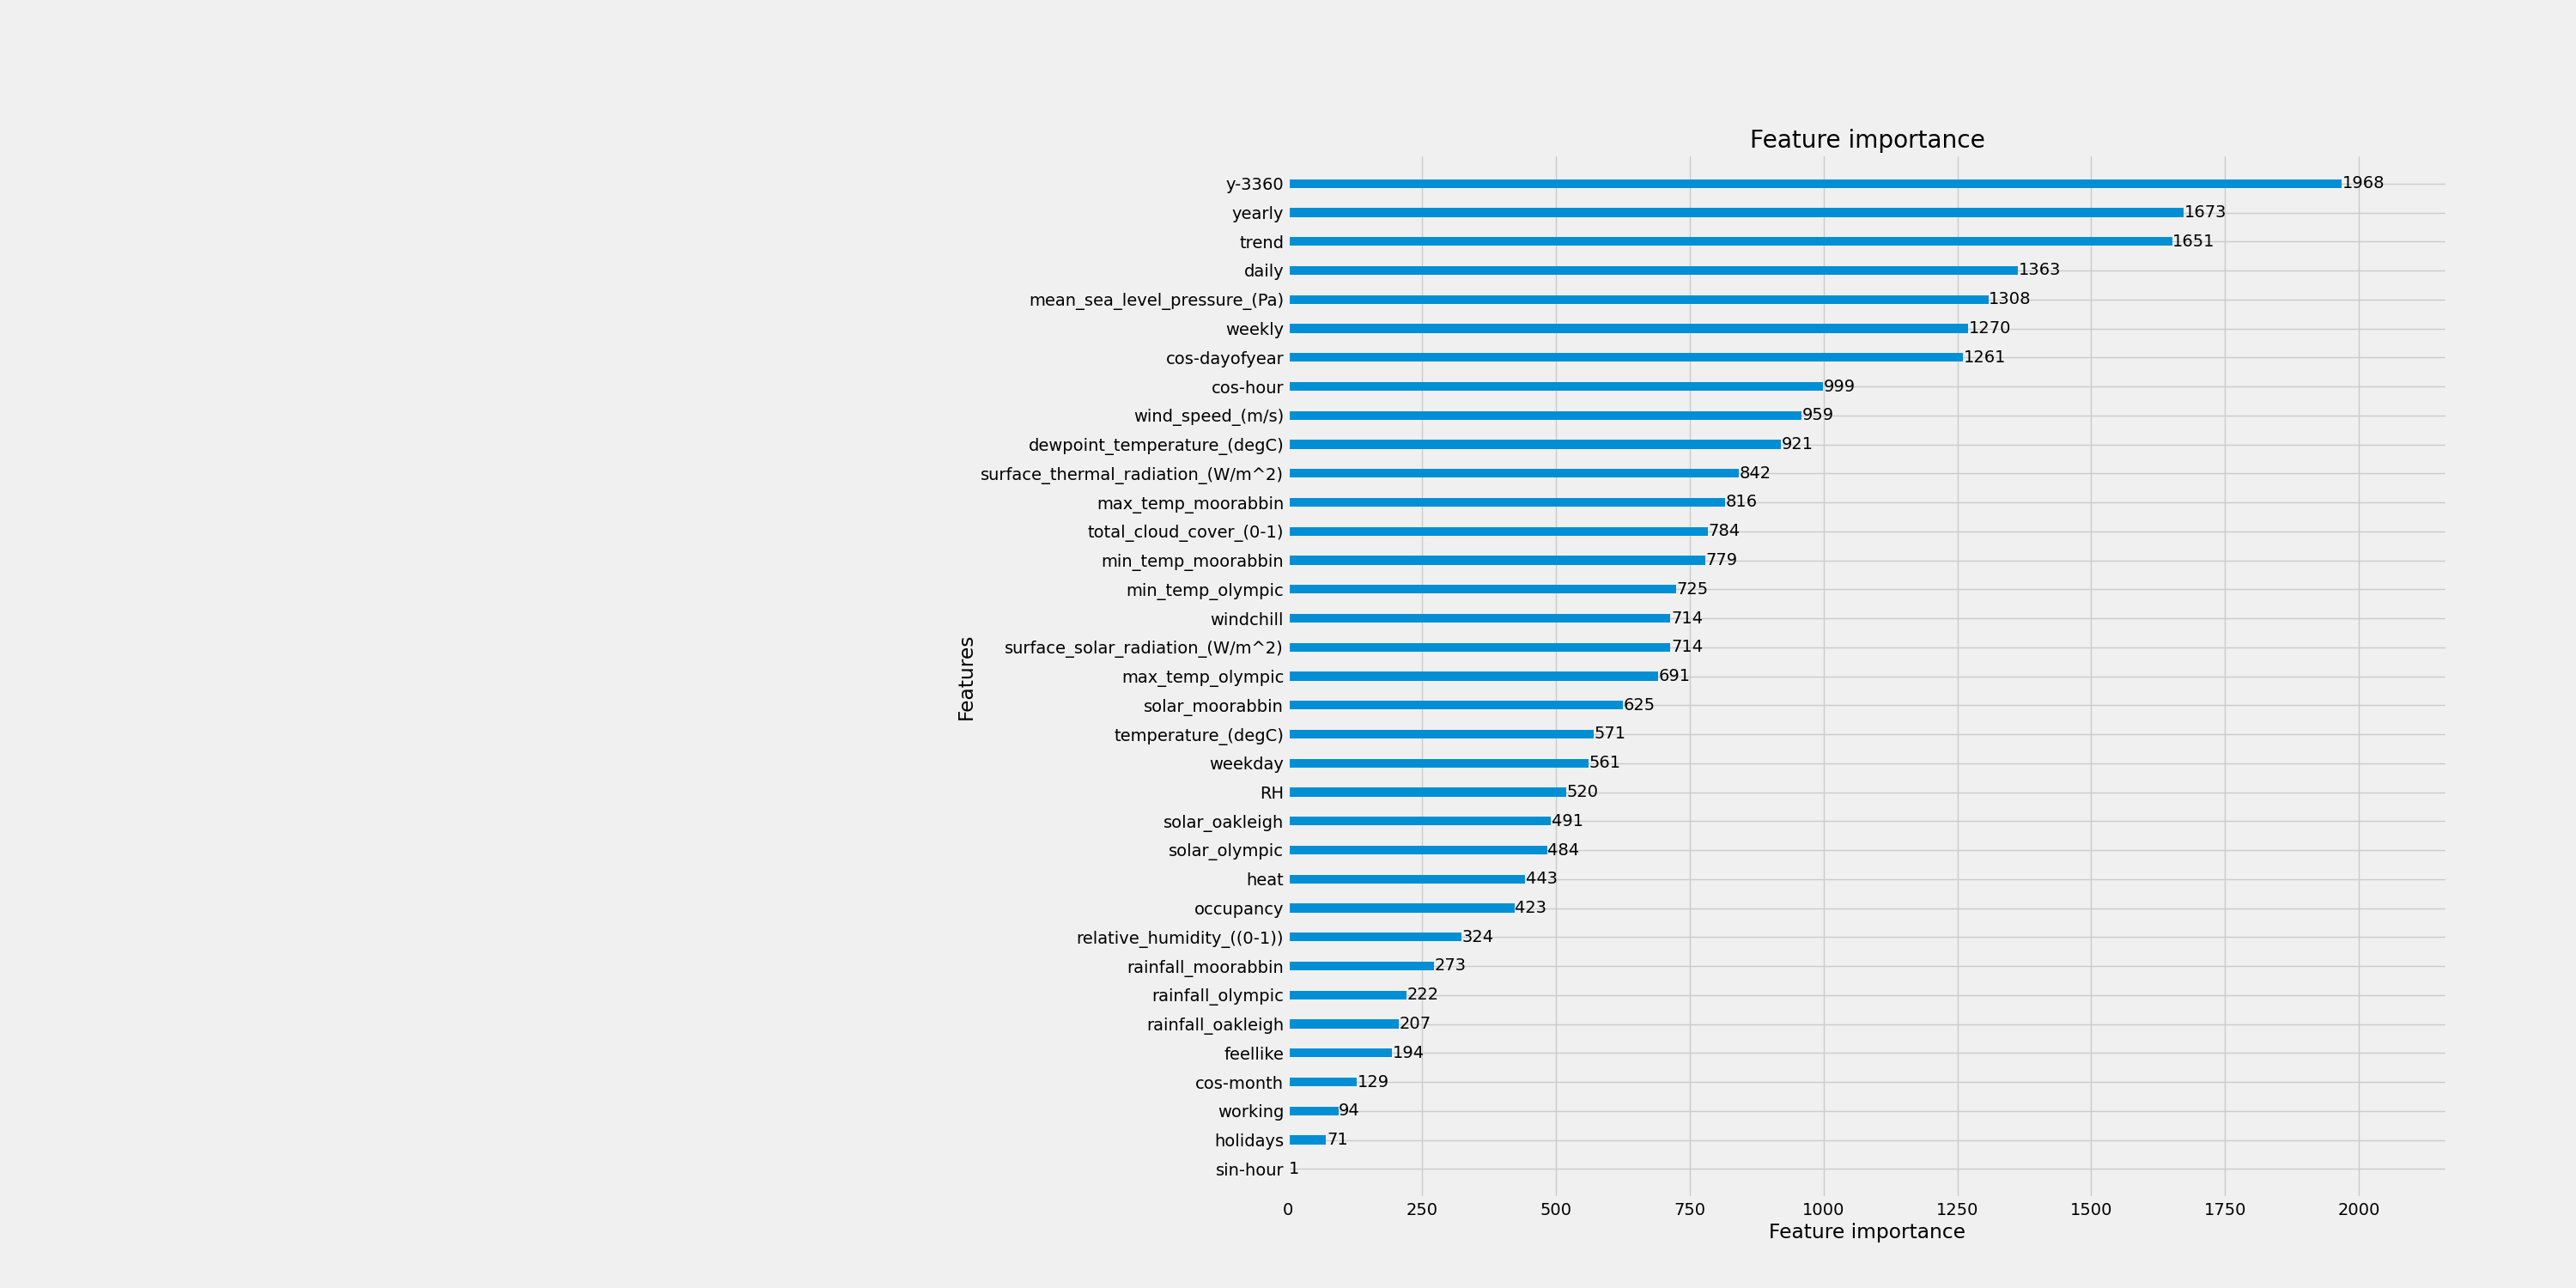 Feature importance
y-3360 1968
yearly 1673
trend 1651
daily 1363
mean_sea_level_pressure_(Pa) 1308
weekly 1270
cos-dayofyear 1261
cos-hour 999
wind_speed_(m/s) 959
dewpoint_temperature_(degC) 921
surface_thermal_radiation_(W/m^2) 842
max_temp_moorabbin 816
total_cloud_cover_(0-1) 784
min_temp_moorabbin 779
min_temp_olympic 725
windchill 714
surface_solar_radiation_(W/m^2) 714
max_temp_olympic 691
solar_moorabbin 625
temperature_(degC) 571
weekday 561
RH 520
solar_oakleigh 491
solar_olympic 484
heat 443
occupancy 423
relative_humidity_((0-1)) 324
rainfall_moorabbin 273
rainfall_olympic 222
rainfall_oakleigh 207
feellike 194
cos-month 129
working 94
holidays 71
sin-hour 1
Features
0 250 500 750 1000 1250 1500 1750 2000
Feature importance